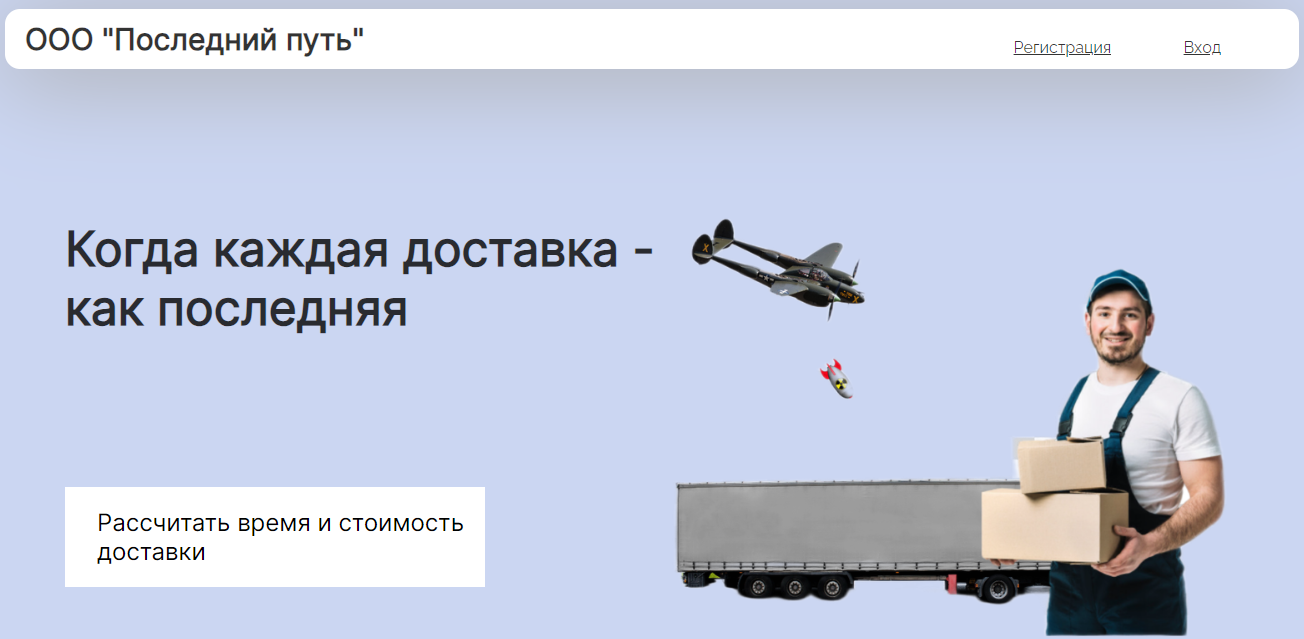 ООО "Последний путь"
Регистрация
Вход
Когда каждая доставка -
как последняя
Рассчитать время и стоимость
доставки